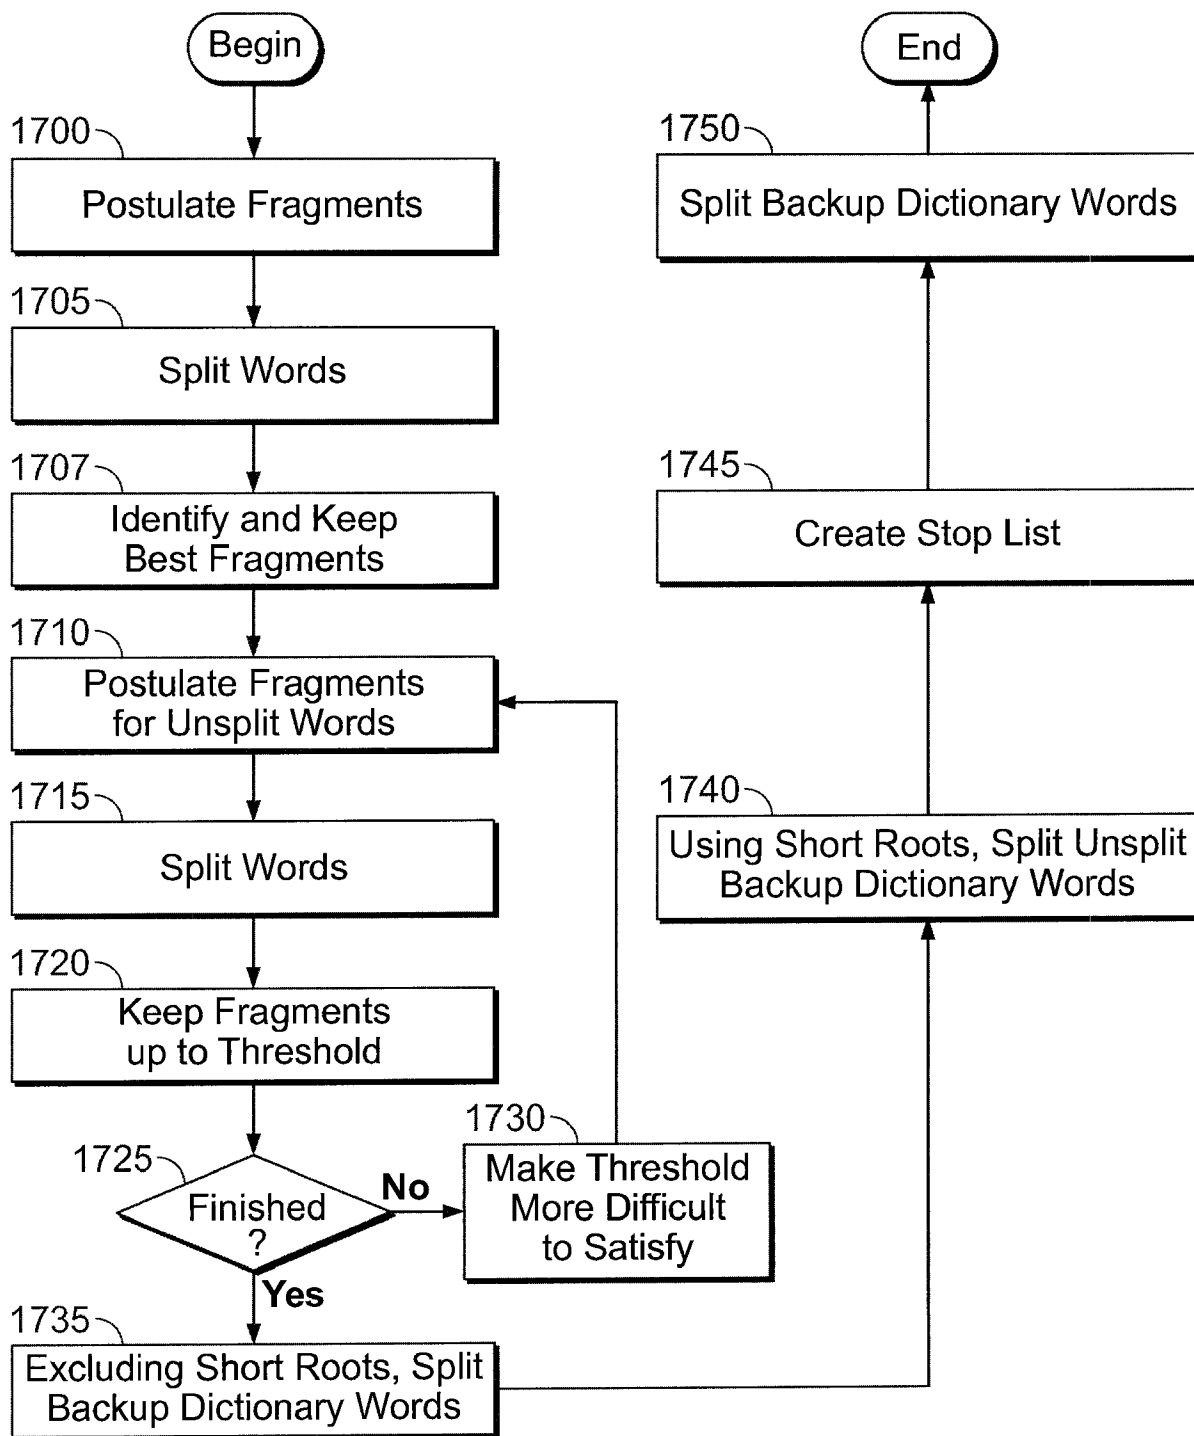 Begin
1700
Postulate Fragments
1705
Split Words
1707
Identify and Keep
Best Fragments
1710
Postulate Fragments
for Unsplit Words
1715
Split Words
1720
Keep Fragments
up to Threshold
1725
Finished
?
No
1730
Make Threshold
More Difficult
to Satisfy
Yes
1735
Excluding Short Roots, Split
Backup Dictionary Words
1740
Using Short Roots, Split Unsplit
Backup Dictionary Words
1745
Create Stop List
1750
Split Backup Dictionary Words
End